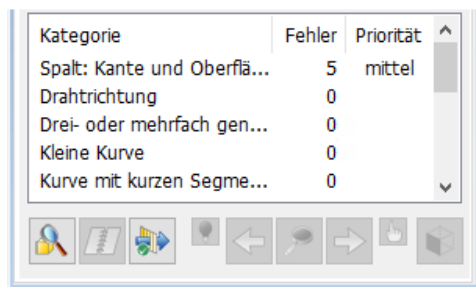 Kategorie Fehler Priorität
Spalt: Kante und Oberflä... 5 mittel
Drahtrichtung 0
Drei- oder mehrfach gen... 0
Kleine Kurve 0
Kurve mit kurzen Segme... 0